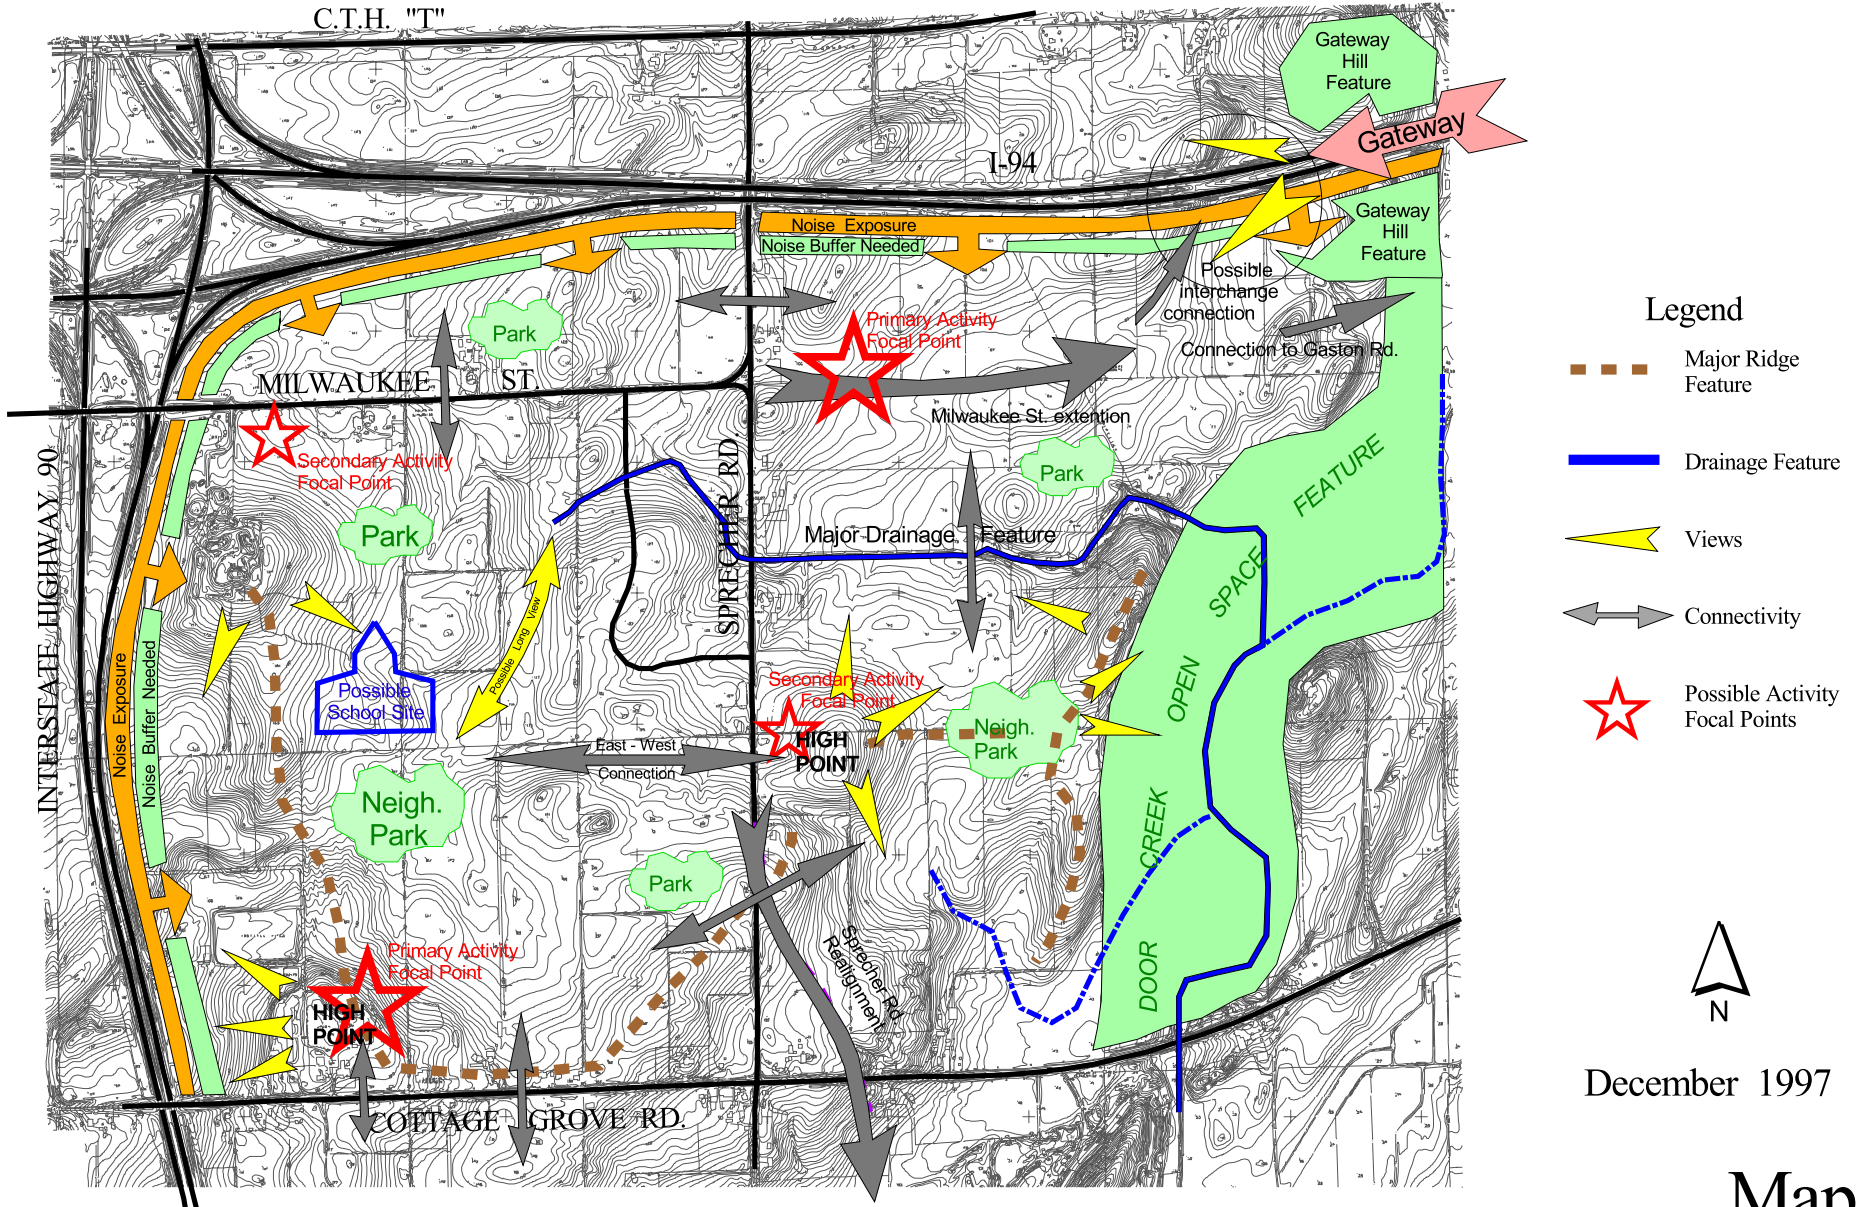 C.T.H. "T"
Gateway
Hill
Feature
Gateway
I-94
Noise Exposure
Noise Buffer Needed
Gateway
Hill
Feature
Possible
interchange
connection
Connection to Gaston Rd.
Park
Primary Activity
Focal Point
MILWAUKEE ST.
Milwaukee St. extention
Secondary Activity
Focal Point
Park
Park
INTERSTATE HIGHWAY 90
SPRECHER RD.
Major Drainage Feature
Possible Long View
Possible
School Site
Noise Exposure
Noise Buffer Needed
Secondary Activity
Focal Point
HIGH
POINT
Neigh.
Park
East - West
Connection
Neigh.
Park
Park
DOOR CREEK OPEN SPACE FEATURE
Sprecher Rd
Realignment
Primary Activity
Focal Point
HIGH
POINT
COTTAGE GROVE RD.
Legend
Major Ridge
Feature
Drainage Feature
Views
Connectivity
Possible Activity
Focal Points
N
December 1997
Map